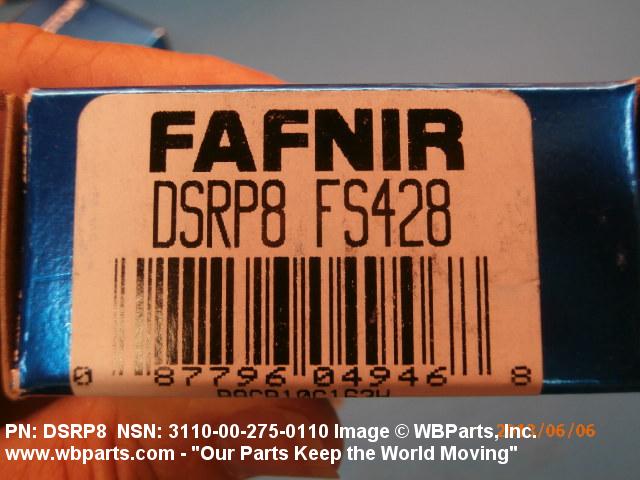 FAFNIR
DSRP8 FS428
0 87796 04946 8
PN: DSRP8 NSN: 3110-00-275-0110 Image © WBParts, Inc.
www.wbparts.com - "Our Parts Keep the World Moving"